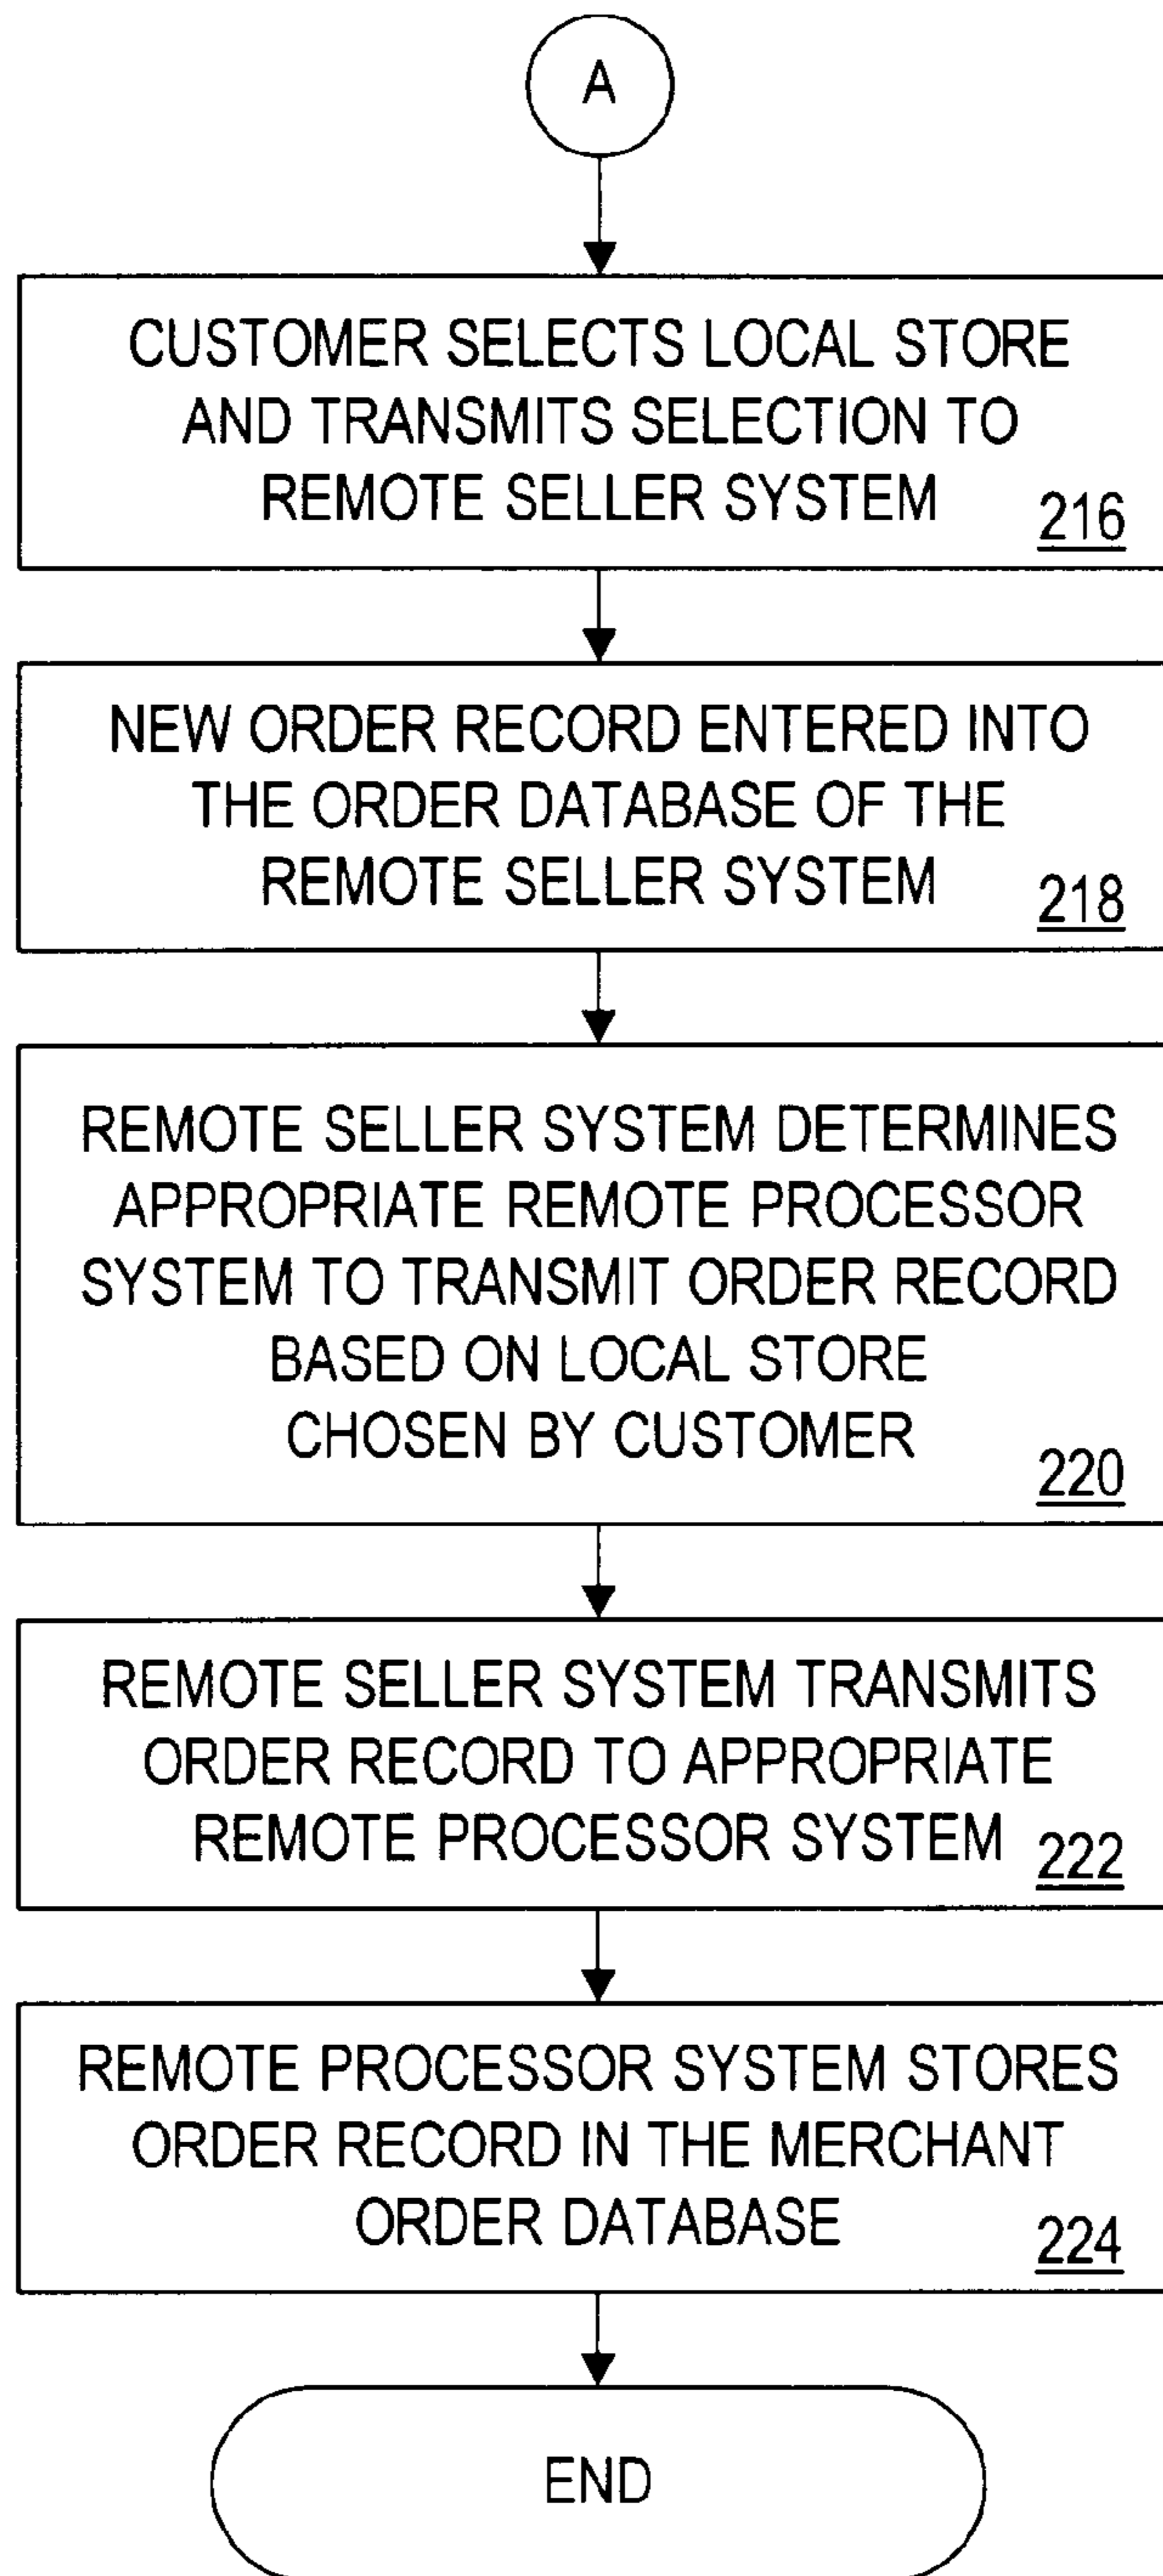 A
CUSTOMER SELECTS LOCAL STORE
AND TRANSMITS SELECTION TO
REMOTE SELLER SYSTEM
216
NEW ORDER RECORD ENTERED INTO
THE ORDER DATABASE OF THE
REMOTE SELLER SYSTEM
218
REMOTE SELLER SYSTEM DETERMINES
APPROPRIATE REMOTE PROCESSOR
SYSTEM TO TRANSMIT ORDER RECORD
BASED ON LOCAL STORE
CHOSEN BY CUSTOMER
220
REMOTE SELLER SYSTEM TRANSMITS
ORDER RECORD TO APPROPRIATE
REMOTE PROCESSOR SYSTEM
222
REMOTE PROCESSOR SYSTEM STORES
ORDER RECORD IN THE MERCHANT
ORDER DATABASE
224
END